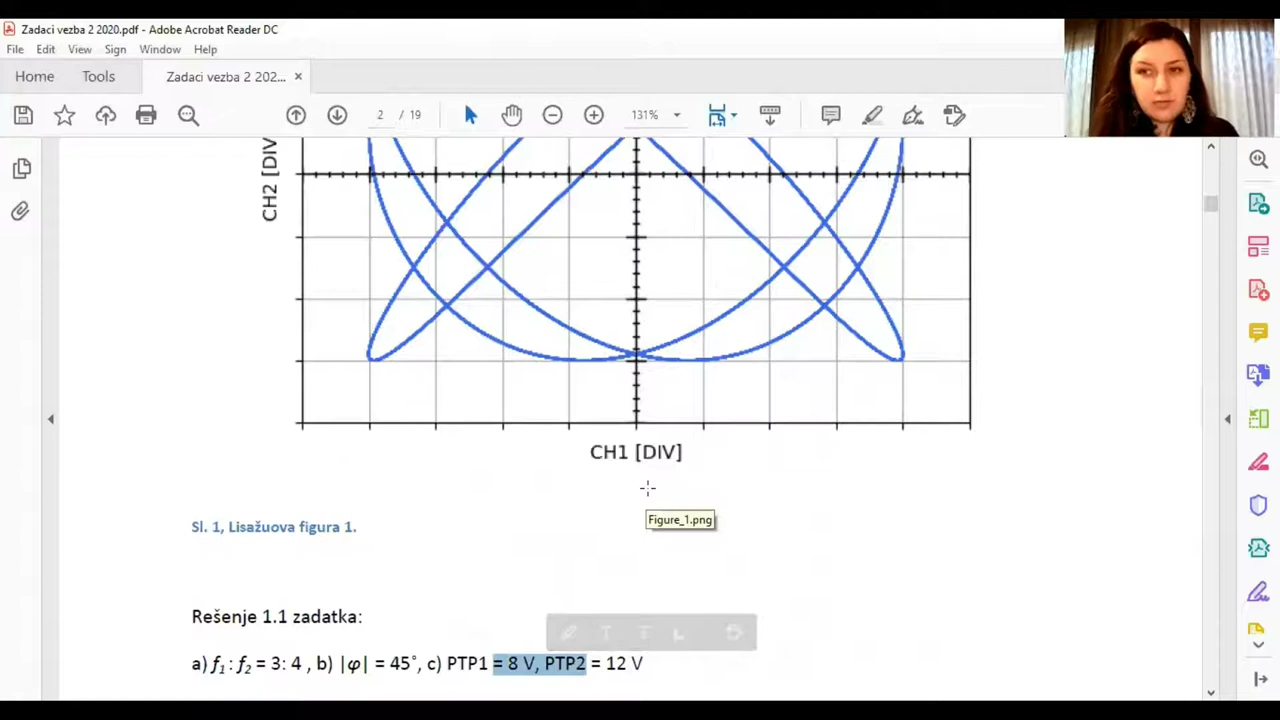 Zadaci vezba 2 2020.pdf - Adobe Acrobat Reader DC
File Edit View Sign Window Help
Home Tools Zadaci vezba 2 202... ×
2 / 19 131%
CH2 [DIV
CH1 [DIV]
Figure_1.png
Sl. 1, Lisažuova figura 1.
Rešenje 1.1 zadatka:
a) f₁ : f₂ = 3: 4 , b) |φ| = 45˚, c) PTP1 = 8 V, PTP2 = 12 V